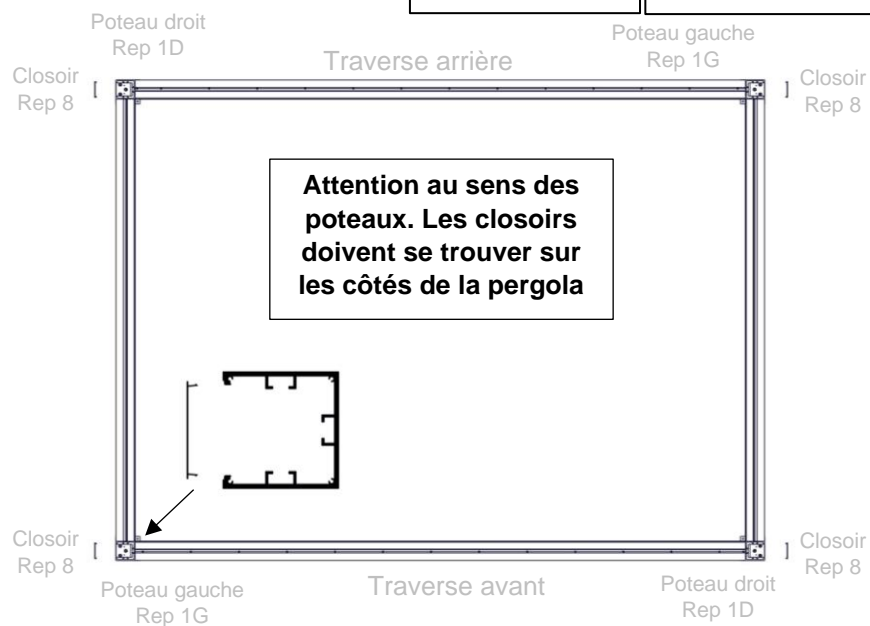 Poteau droit
Rep 1D
Poteau gauche
Rep 1G
Traverse arrière
Closoir
Rep 8
Closoir
Rep 8
Attention au sens des
poteaux. Les closoirs
doivent se trouver sur
les côtés de la pergola
Closoir
Rep 8
Closoir
Rep 8
Poteau gauche
Rep 1G
Traverse avant
Poteau droit
Rep 1D